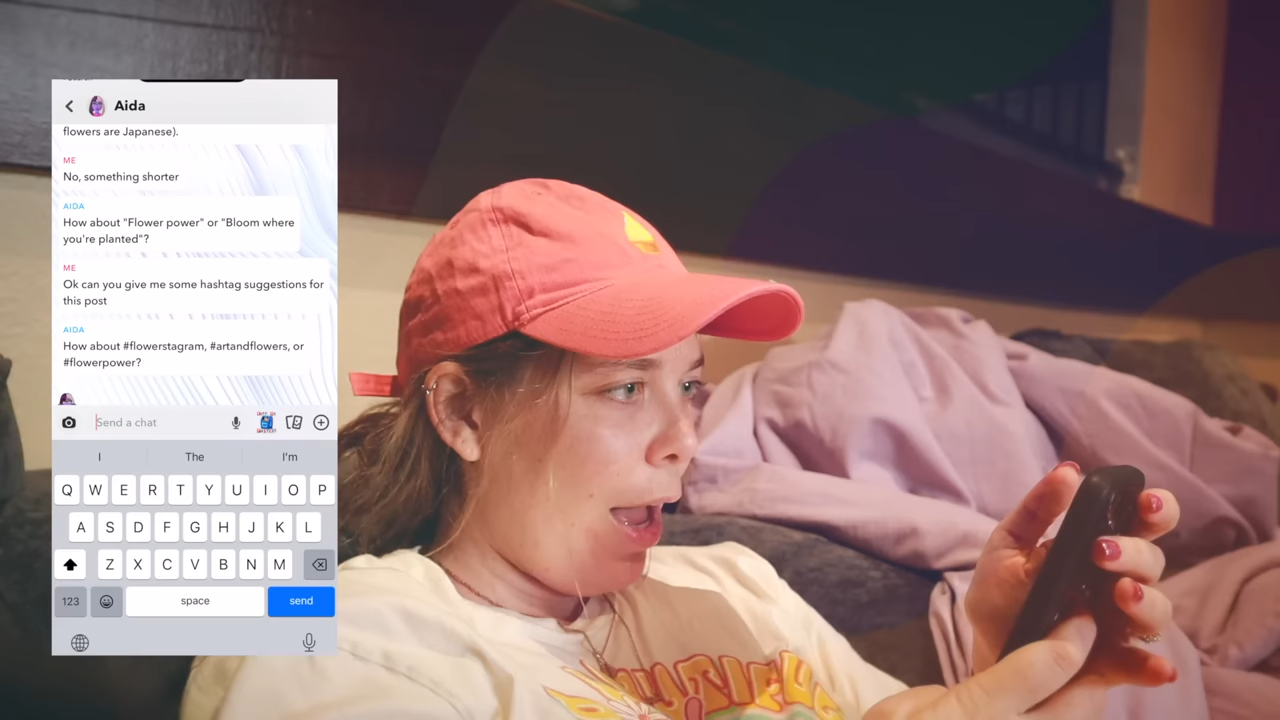 Aida
flowers are Japanese).
ME
No, something shorter
AIDA
How about "Flower power" or "Bloom where
you're planted"?
ME
Ok can you give me some hashtag suggestions for
this post
AIDA
How about #flowerstagram, #artandflowers, or
#flowerpower?
Send a chat
I The I'm
Q W E R T Y U I O P
A S D F G H J K L
Z X C V B N M
123 space send